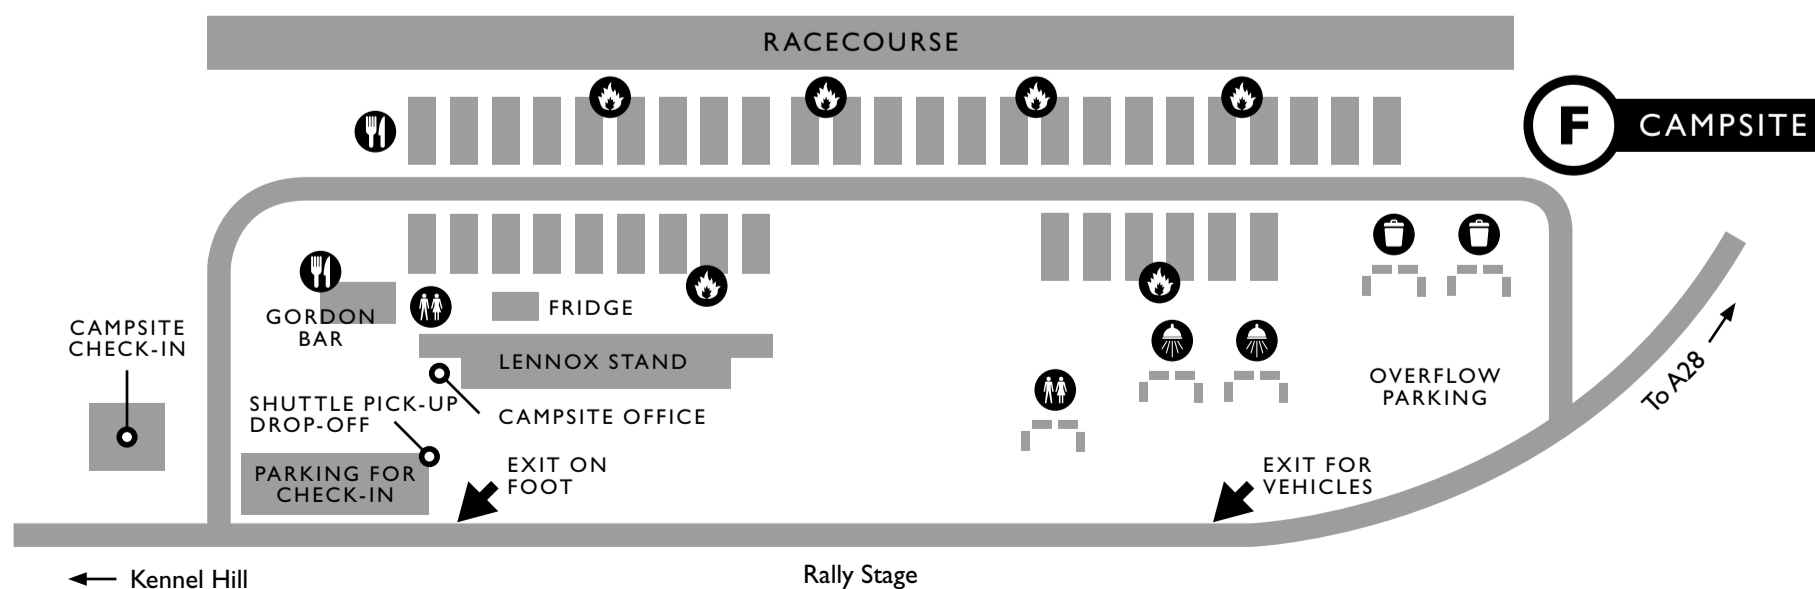 RACECOURSE
F
CAMPSITE
GORDON
BAR
FRIDGE
CAMPSITE
CHECK-IN
LENNOX STAND
OVERFLOW
PARKING
To A28
SHUTTLE PICK-UP
DROP-OFF
CAMPSITE OFFICE
PARKING FOR
CHECK-IN
EXIT ON
FOOT
EXIT FOR
VEHICLES
Kennel Hill
Rally Stage